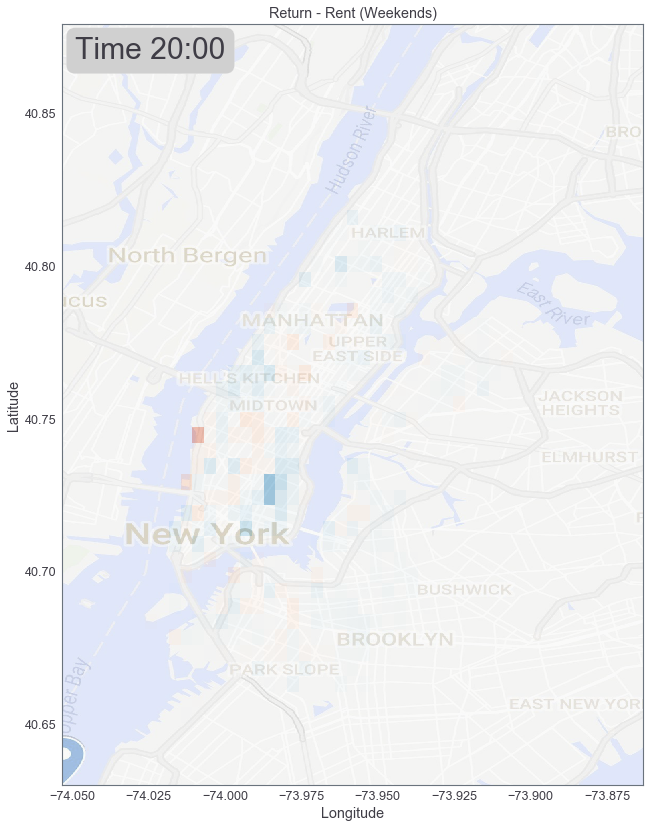 Return - Rent (Weekends)
Time 20:00
40.85
BRO
Hudson River
HARLEM
North Bergen
40.80
East River
UCUS
MANHATTAN
UPPER
EAST SIDE
HELL'S KITCHEN
JACKSON
HEIGHTS
MIDTOWN
40.75
Latitude
ELMHURST
New York
40.70
BUSHWICK
BROOKLYN
PARK SLOPE
pper Bay
EAST NEW YOR
40.65
−74.050
−74.025
−74.000
−73.975
−73.950
−73.925
−73.900
−73.875
Longitude